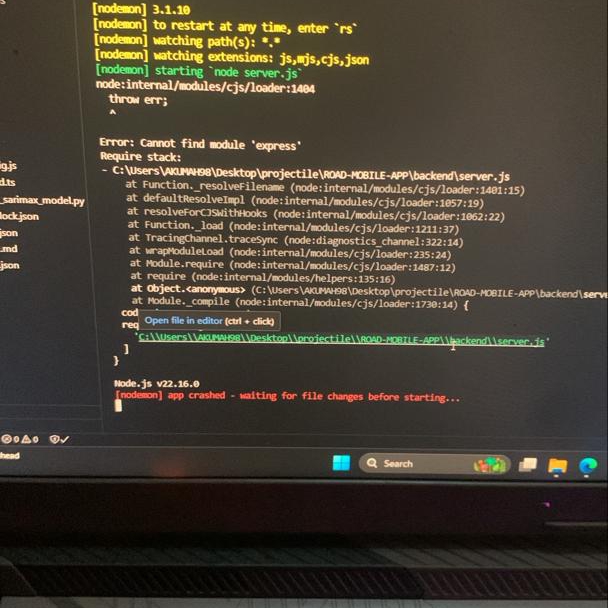 [nodemon] 3.1.10
[nodemon] to restart at any time, enter `rs`
[nodemon] watching path(s): *.*
[nodemon] watching extensions: js,mjs,cjs,json
[nodemon] starting `node server.js`
node:internal/modules/cjs/loader:1404
throw err;
^
Error: Cannot find module 'express'
Require stack:
- C:\Users\AKUMAH98\Desktop\projectile\ROAD-MOBILE-APP\backend\server.js
at Function._resolveFilename (node:internal/modules/cjs/loader:1401:15)
at defaultResolveImpl (node:internal/modules/cjs/loader:1057:19)
at resolveForCJSWithHooks (node:internal/modules/cjs/loader:1062:22)
at Function._load (node:internal/modules/cjs/loader:1211:37)
at TracingChannel.traceSync (node:diagnostics_channel:322:14)
at wrapModuleLoad (node:internal/modules/cjs/loader:235:24)
at Module.require (node:internal/modules/cjs/loader:1487:12)
at require (node:internal/modules/helpers:135:16)
at Object.<anonymous> (C:\Users\AKUMAH98\Desktop\projectile\ROAD-MOBILE-APP\backend\serve
at Module._compile (node:internal/modules/cjs/loader:1730:14) {
cod
Open file in editor (ctrl + click)
req
'C:\\Users\\AKUMAH98\\Desktop\\projectile\\ROAD-MOBILE-APP\\backend\\server.js'
]
}
Node.js v22.16.0
[nodemon] app crashed - waiting for file changes before starting...
ig.js
d.ts
_sarimax_model.py
lock.json
json
.md
json
0 0
head
Search